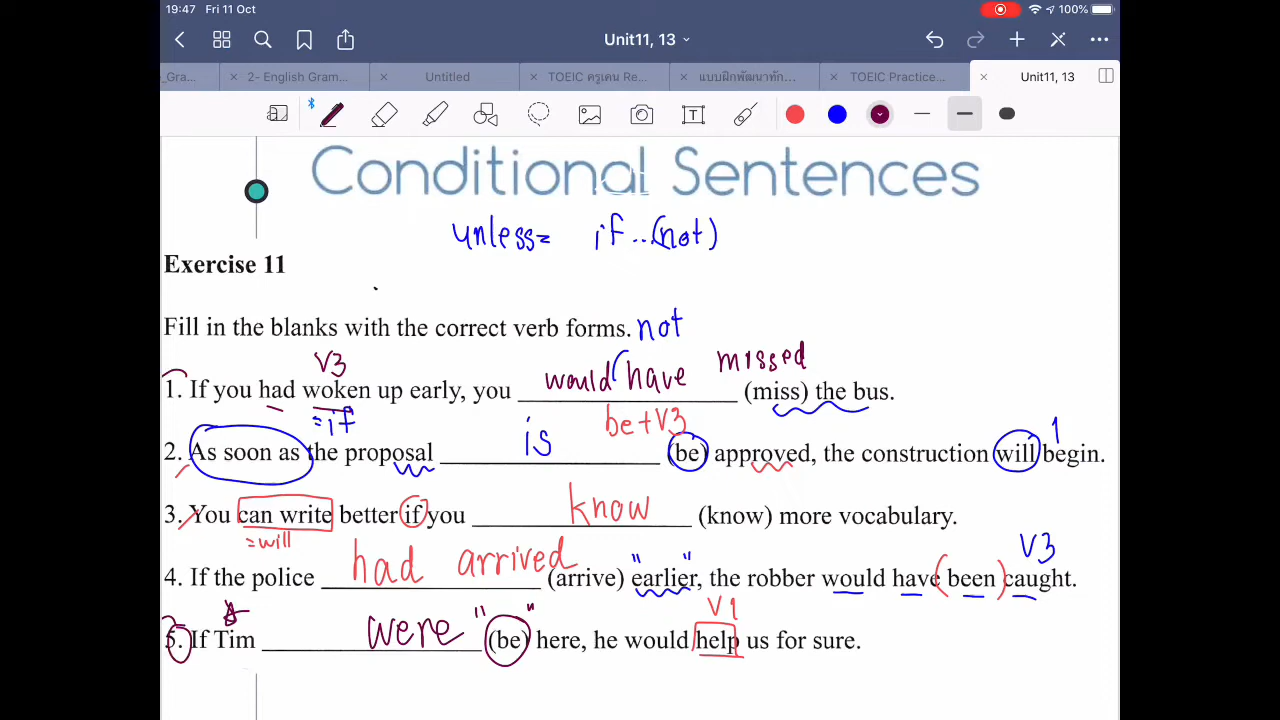 19:47 Fri 11 Oct 100%
Unit11, 13
_Gra... 2- English Gram... Untitled TOEIC ครูเคน Re... แบบฝึกพัฒนาทัก... TOEIC Practice... Unit11, 13
Conditional Sentences
unless= if..(not)
Exercise 11
Fill in the blanks with the correct verb forms. not
V3 would have missed
1. If you had woken up early, you ____________ (miss) the bus.
=if is be+V3 1
2. As soon as the proposal ____________ (be) approved, the construction will begin.
know
3. You can write better if you ____________ (know) more vocabulary.
=will had arrived " " V3
4. If the police ____________ (arrive) earlier, the robber would have (been) caught.
were " " V1
5. If Tim ____________ (be) here, he would help us for sure.